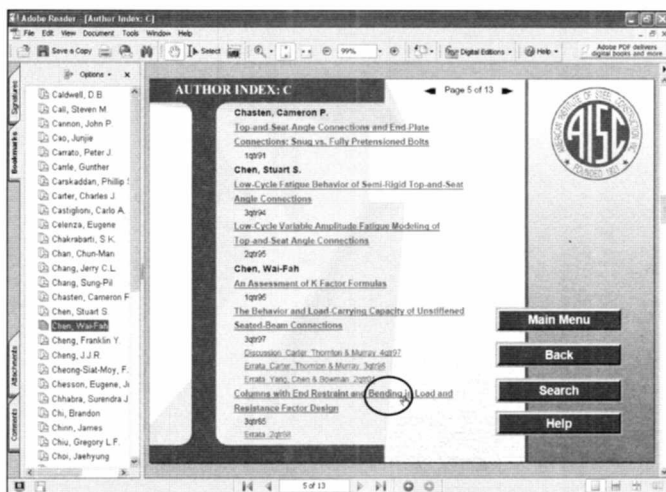 Adobe Reader - [Author Index: C]
File Edit View Document Tools Window Help
Save a Copy Select 99% Digital Editions Help Adobe PDF delivers
digital books and more
Signatures
Bookmarks
Attachments
Comments
Options
Caldwell, D.B
Cali, Steven M.
Cannon, John P.
Cao, Junjie
Carrato, Peter J.
Carrle, Gunther
Carskaddan, Phillip
Carter, Charles J
Castiglioni, Carlo A.
Celenza, Eugene
Chakrabarti, S.K.
Chan, Chun-Man
Chang, Jerry C.L.
Chang, Sung-Pil
Chasten, Cameron F
Chen, Stuart S.
Chen, Wai-Fah
Cheng, Franklin Y.
Cheng, J.J.R
Cheong-Siat-Moy, F.
Chesson, Eugene, Jr
Chhabra, Surendra J
Chi, Brandon
Chinn, James
Chiu, Gregory L.F.
Choi, Jaehyung
AUTHOR INDEX: C
Page 5 of 13
Chasten, Cameron P.
Top-and Seat-Angle Connections and End-Plate
Connections: Snug vs. Fully Pretensioned Bolts
1qtr91
Chen, Stuart S.
Low-Cycle Fatigue Behavior of Semi-Rigid Top-and-Seat
Angle Connections
3qtr94
Low-Cycle Variable Amplitude Fatigue Modeling of
Top-and-Seat Angle Connections
2qtr96
Chen, Wai-Fah
An Assessment of K Factor Formulas
1qtr95
The Behavior and Load-Carrying Capacity of Unstiffened
Seated-Beam Connections
3qtr97
Discussion, Carter, Thornton & Murray, 4qtr97
Errata, Carter, Thornton & Murray, 3qtr98
Errata, Yang, Chen & Bowman,
Columns with End Restraint and Bending in Load and
Resistance Factor Design
3qtr85
Errata, 2qtr98
AMERICAN INSTITUTE OF STEEL CONSTRUCTION INC.
AISC
FOUNDED 1921
Main Menu
Back
Search
Help
5 of 13